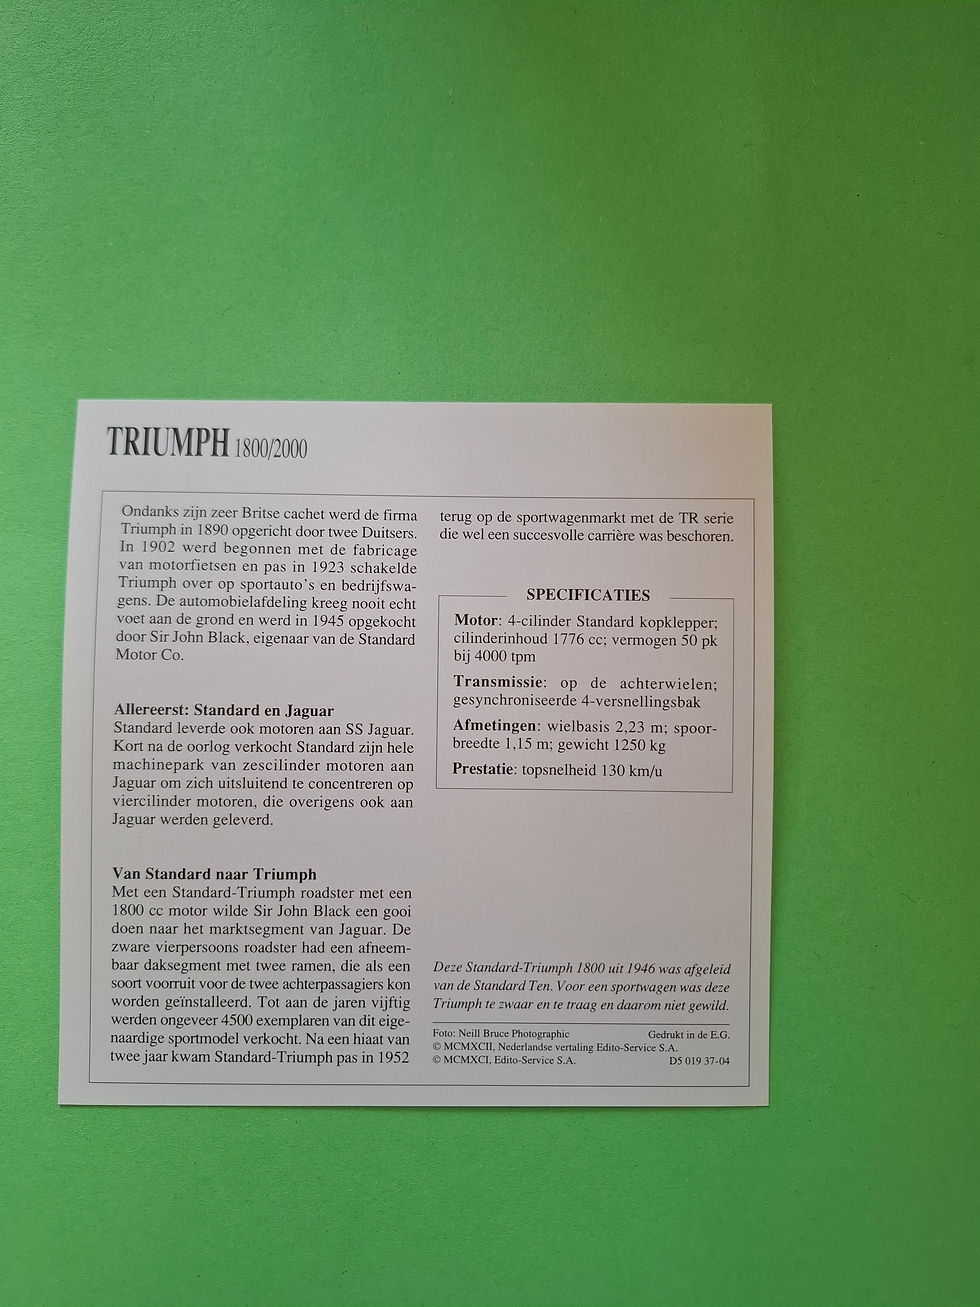 TRIUMPH 1800/2000
Ondanks zijn zeer Britse cachet werd de firma
Triumph in 1890 opgericht door twee Duitsers.
In 1902 werd begonnen met de fabricage
van motorfietsen en pas in 1923 schakelde
Triumph over op sportauto's en bedrijfswa-
gens. De automobielafdeling kreeg nooit echt
voet aan de grond en werd in 1945 opgekocht
door Sir John Black, eigenaar van de Standard
Motor Co.
Allereerst: Standard en Jaguar
Standard leverde ook motoren aan SS Jaguar.
Kort na de oorlog verkocht Standard zijn hele
machinepark van zescilinder motoren aan
Jaguar om zich uitsluitend te concentreren op
viercilinder motoren, die overigens ook aan
Jaguar werden geleverd.
Van Standard naar Triumph
Met een Standard-Triumph roadster met een
1800 cc motor wilde Sir John Black een gooi
doen naar het marktsegment van Jaguar. De
zware vierpersoons roadster had een afneem-
baar daksegment met twee ramen, die als een
soort voorruit voor de twee achterpassagiers kon
worden geïnstalleerd. Tot aan de jaren vijftig
werden ongeveer 4500 exemplaren van dit eige-
naardige sportmodel verkocht. Na een hiaat van
twee jaar kwam Standard-Triumph pas in 1952
terug op de sportwagenmarkt met de TR serie
die wel een succesvolle carrière was beschoren.
SPECIFICATIES
Motor: 4-cilinder Standard kopklepper;
cilinderinhoud 1776 cc; vermogen 50 pk
bij 4000 tpm
Transmissie: op de achterwielen;
gesynchroniseerde 4-versnellingsbak
Afmetingen: wielbasis 2,23 m; spoor-
breedte 1,15 m; gewicht 1250 kg
Prestatie: topsnelheid 130 km/u
Deze Standard-Triumph 1800 uit 1946 was afgeleid
van de Standard Ten. Voor een sportwagen was deze
Triumph te zwaar en te traag en daarom niet gewild.
Foto: Neill Bruce Photographic Gedrukt in de E.G.
© MCMXCII, Nederlandse vertaling Edito-Service S.A.
© MCMXCI, Edito-Service S.A. D5 019 37-04